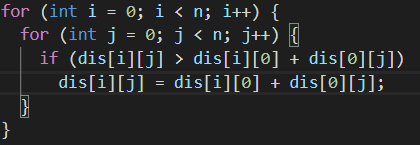 for (int i = 0; i < n; i++) {
for (int j = 0; j < n; j++) {
if (dis[i][j] > dis[i][0] + dis[0][j])
dis[i][j] = dis[i][0] + dis[0][j];
}
}